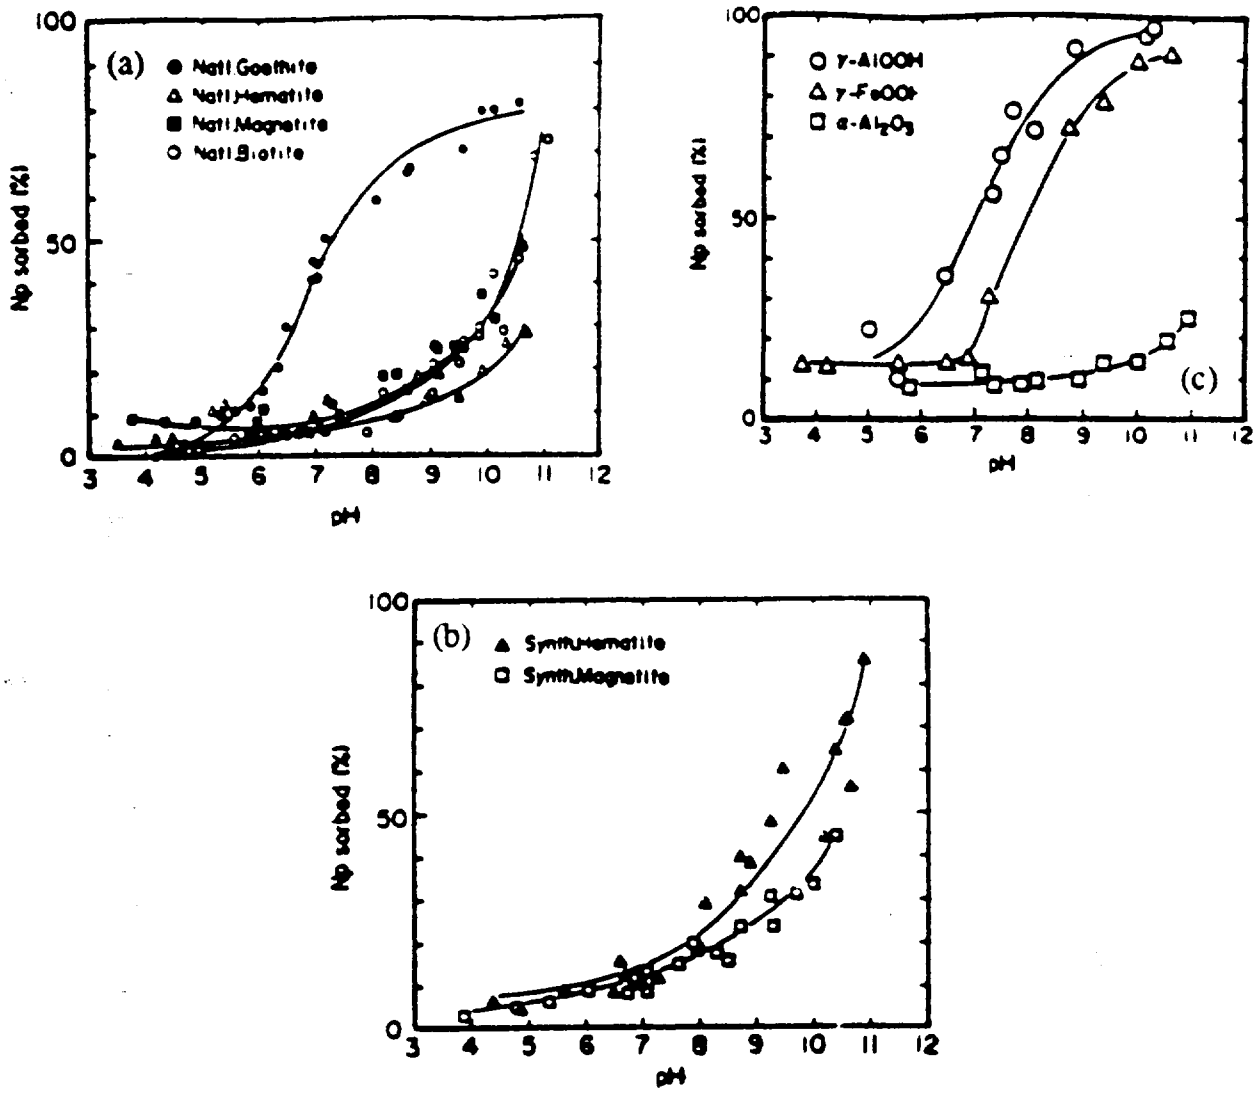 100
(a)
Natl.Goethite
Natl.Hematite
Natl.Magnetite
Natl.Biotite
Np sorbed (%)
50
0
3 4 5 6 7 8 9 10 11 12
pH
100
γ-AlOOH
γ-FeOOH
α-Al₂O₃
Np sorbed (%)
50
(c)
0
3 4 5 6 7 8 9 10 11 12
pH
100
(b)
Synth.Hematite
Synth.Magnetite
Np sorbed (%)
50
0
3 4 5 6 7 8 9 10 11 12
pH